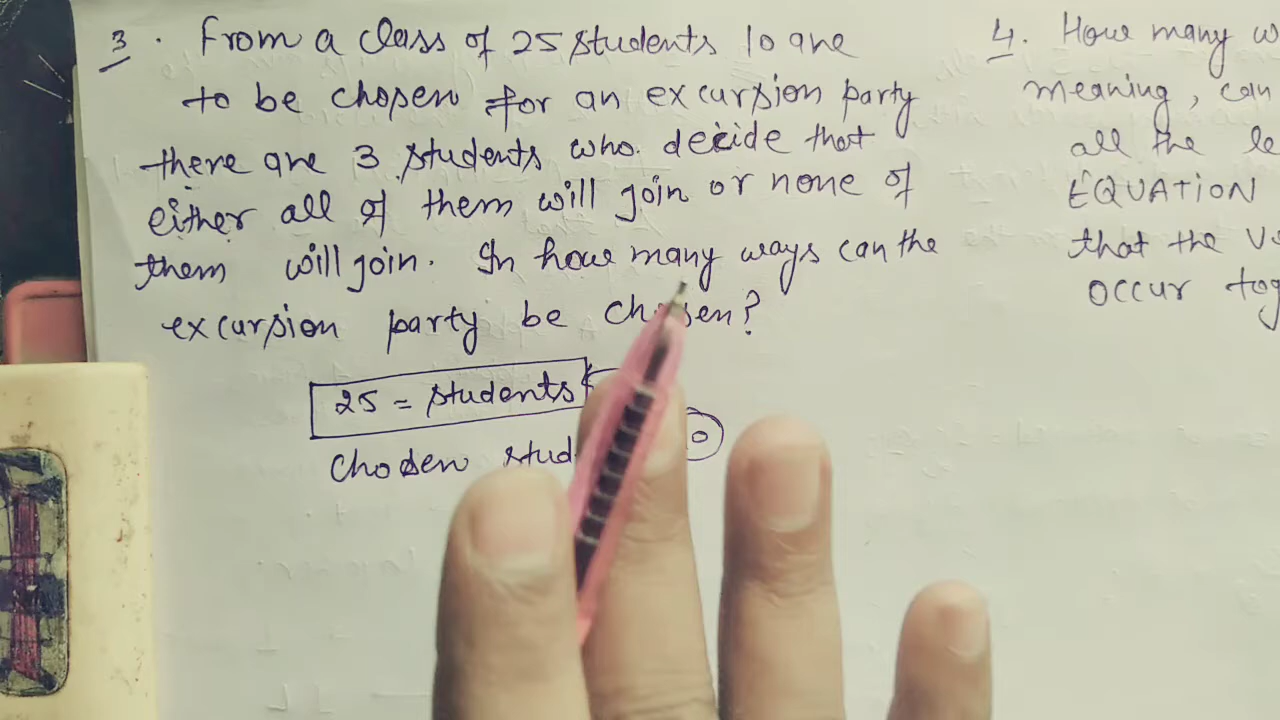 3. From a class of 25 students 10 are
to be chosen for an excursion party
there are 3 students who decide that
either all of them will join or none of
them will join. In how many ways can the
excursion party be chosen?
25 = students
chosen
4. How many
meaning, can
all the
EQUATION
that the
occur